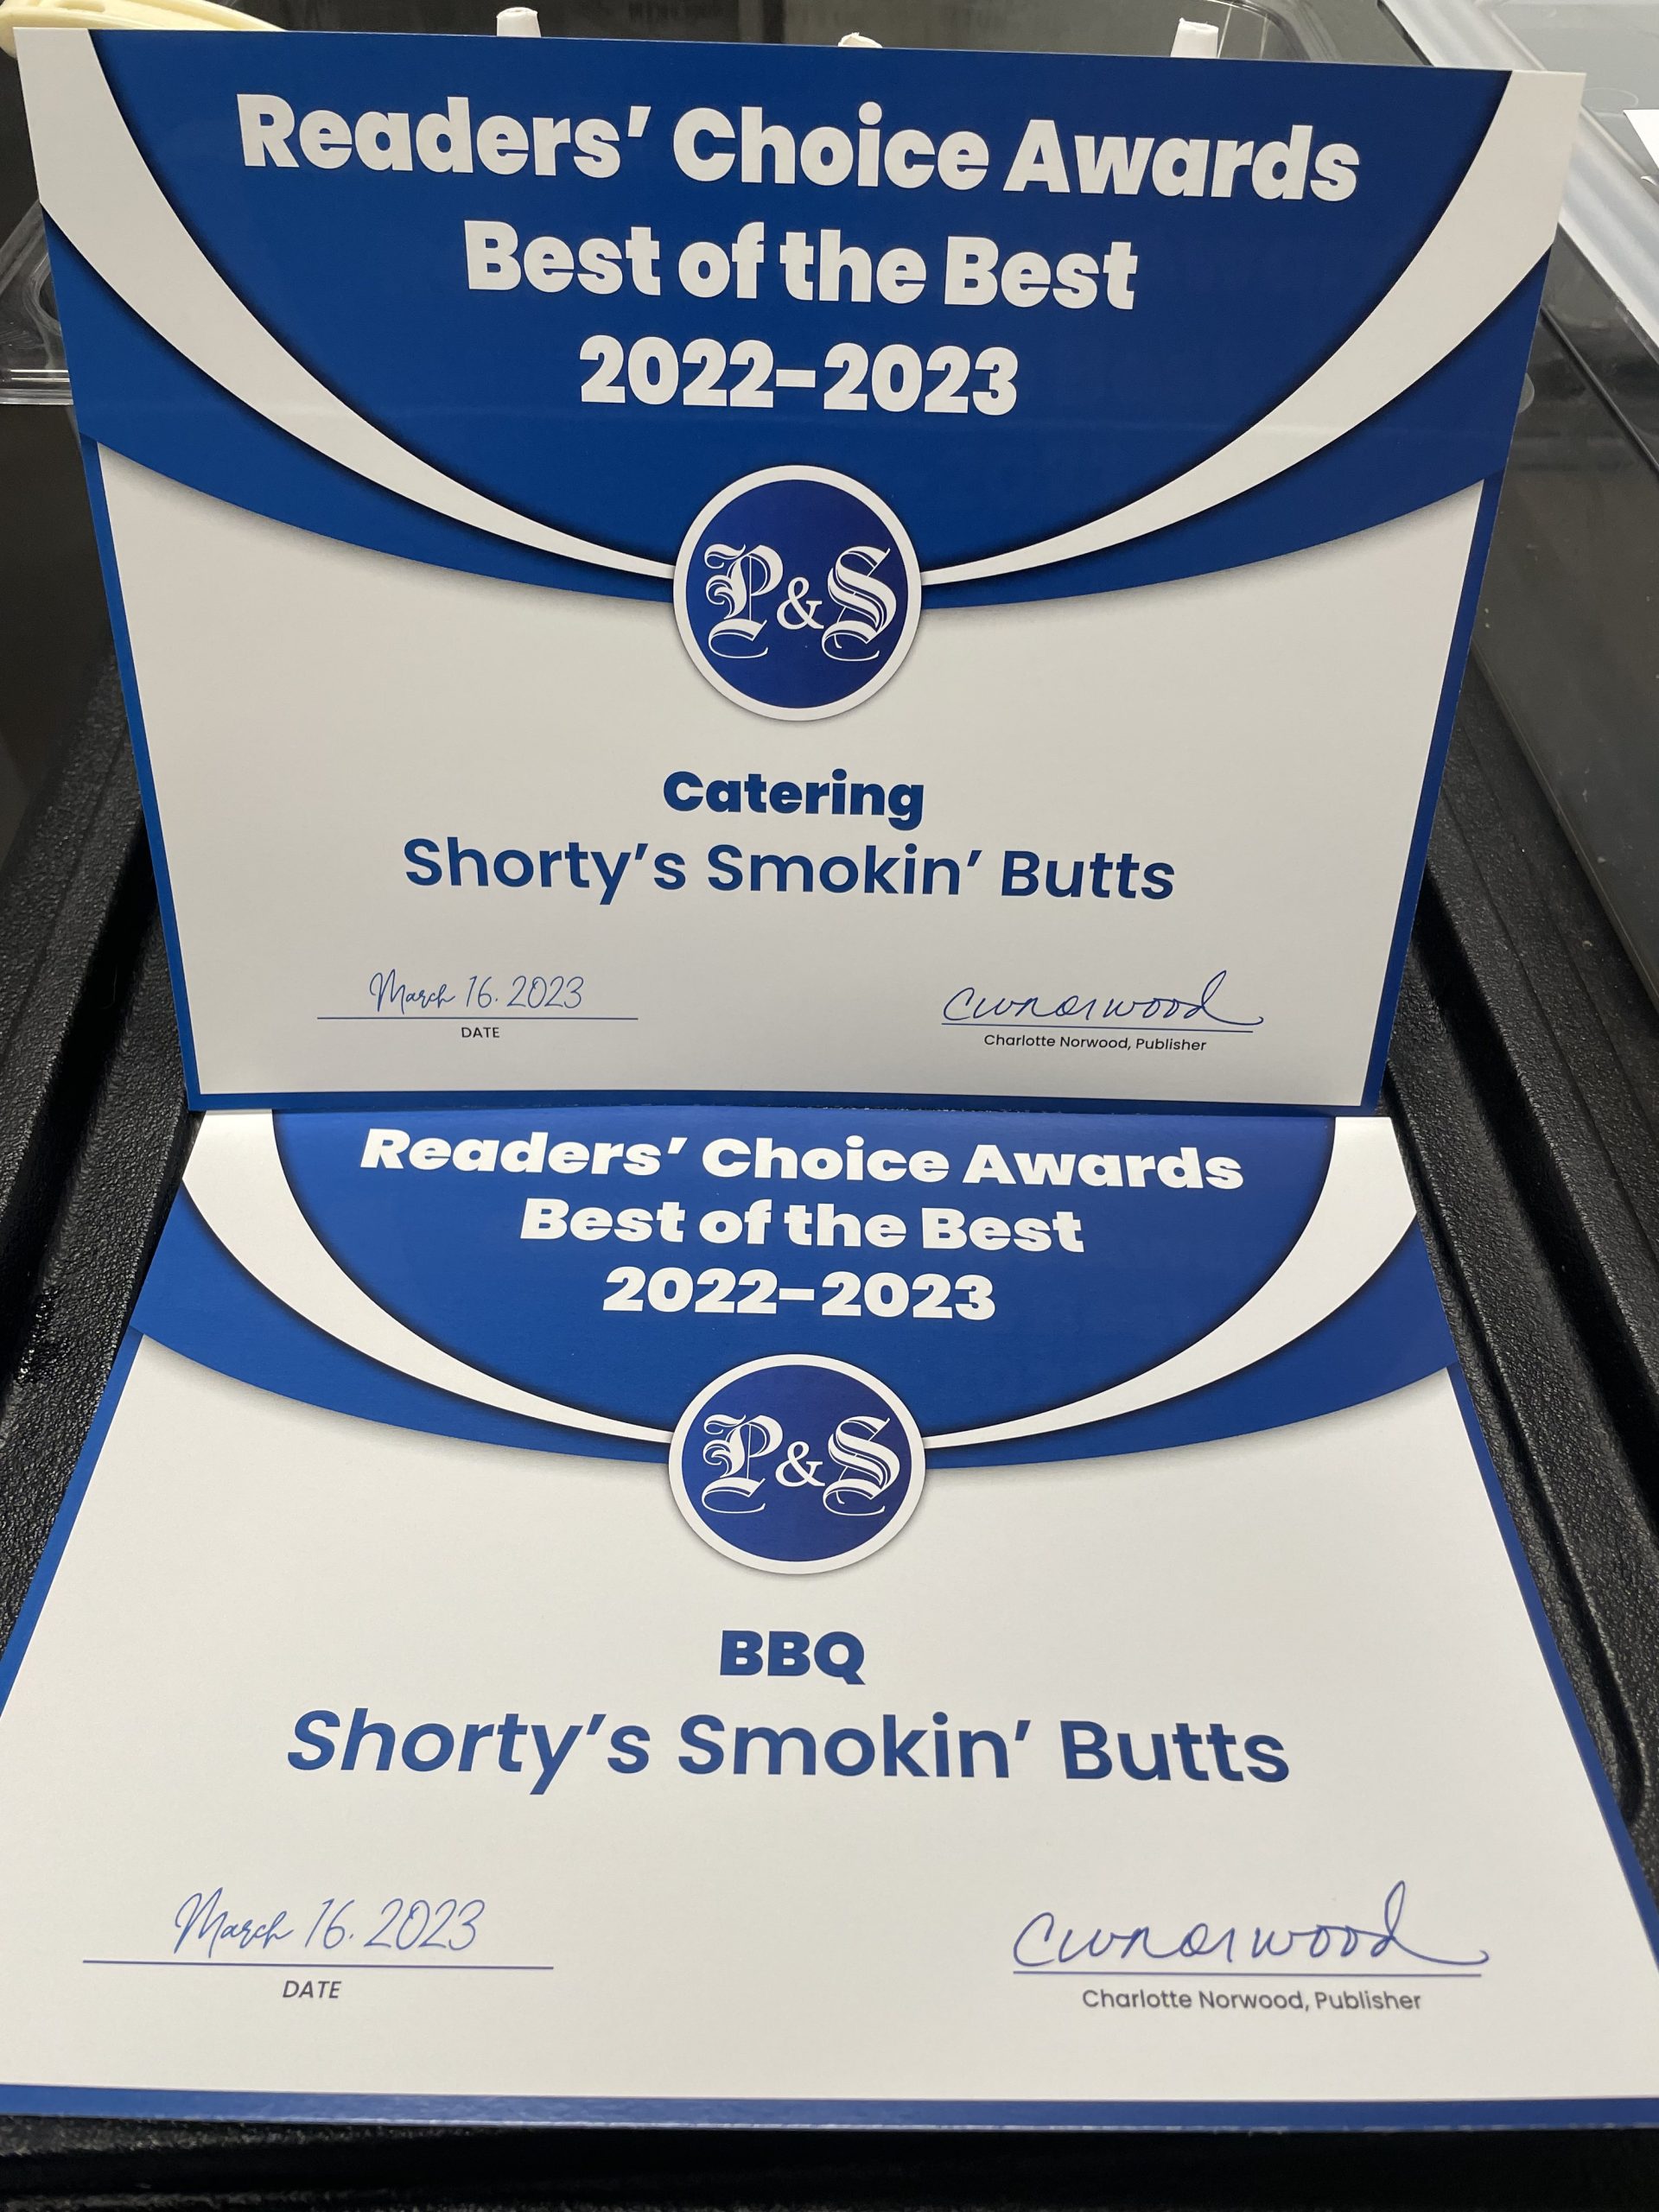 Readers’ Choice Awards
Best of the Best
2022-2023
P&S
Catering
Shorty’s Smokin’ Butts
March 16. 2023
DATE
cwnorwood
Charlotte Norwood, Publisher
Readers’ Choice Awards
Best of the Best
2022-2023
P&S
BBQ
Shorty’s Smokin’ Butts
March 16. 2023
DATE
cwnorwood
Charlotte Norwood, Publisher